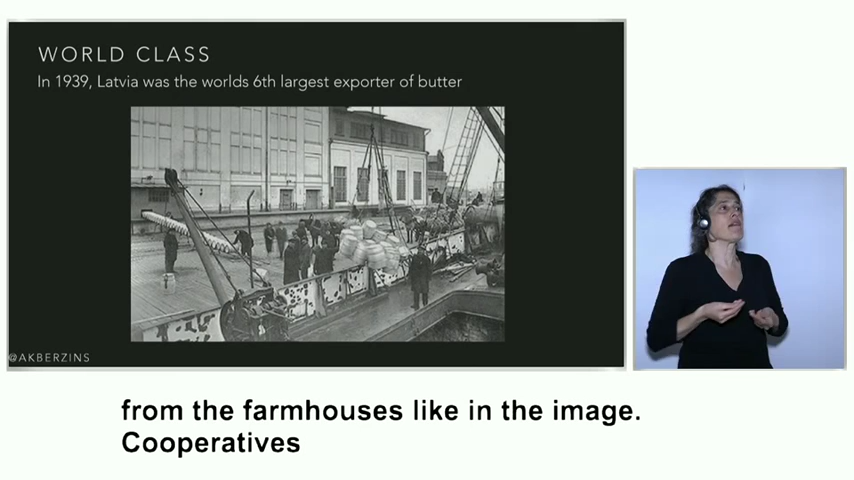 WORLD CLASS
In 1939, Latvia was the worlds 6th largest exporter of butter
@AKBERZINS
from the farmhouses like in the image.
Cooperatives